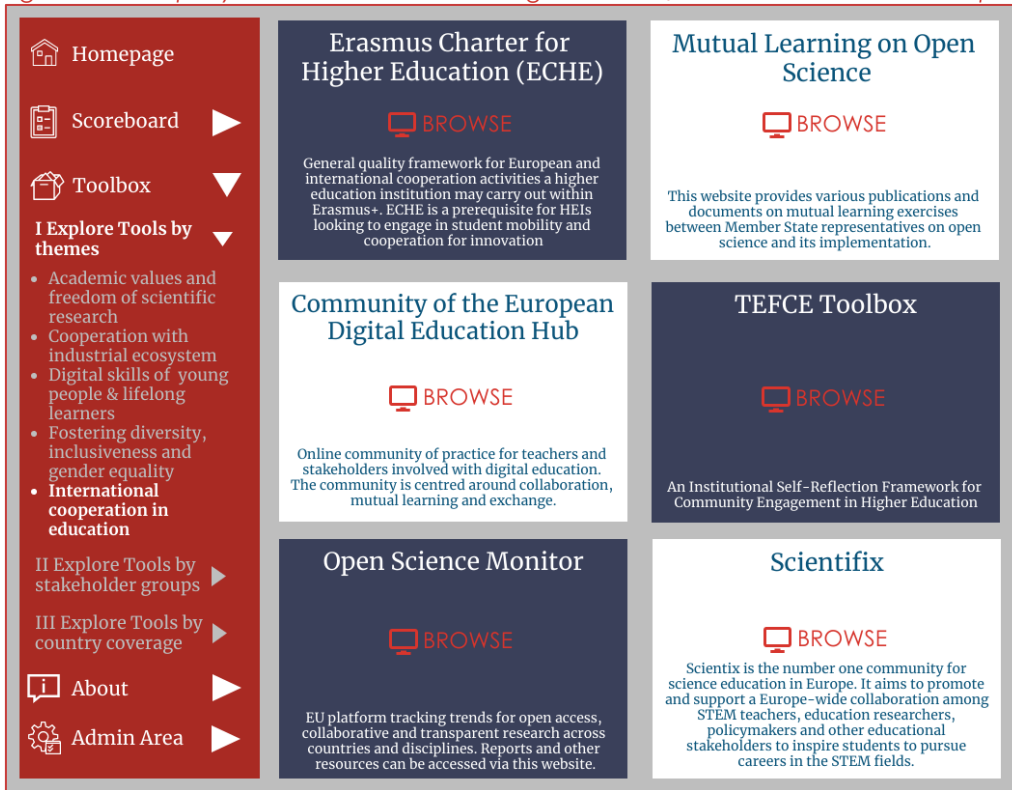 Homepage
Scoreboard
Toolbox
I Explore Tools by
themes
• Academic values and
freedom of scientific
research
• Cooperation with
industrial ecosystem
• Digital skills of young
people & lifelong
learners
• Fostering diversity,
inclusiveness and
gender equality
• International
cooperation in
education
II Explore Tools by
stakeholder groups
III Explore Tools by
country coverage
About
Admin Area
Erasmus Charter for
Higher Education (ECHE)
BROWSE
General quality framework for European and
international cooperation activities a higher
education institution may carry out within
Erasmus+. ECHE is a prerequisite for HEIs
looking to engage in student mobility and
cooperation for innovation
Mutual Learning on Open
Science
BROWSE
This website provides various publications and
documents on mutual learning exercises
between Member State representatives on open
science and its implementation.
Community of the European
Digital Education Hub
BROWSE
Online community of practice for teachers and
stakeholders involved with digital education.
The community is centred around collaboration,
mutual learning and exchange.
TEFCE Toolbox
BROWSE
An Institutional Self-Reflection Framework for
Community Engagement in Higher Education
Open Science Monitor
BROWSE
EU platform tracking trends for open access,
collaborative and transparent research across
countries and disciplines. Reports and other
resources can be accessed via this website.
Scientifix
BROWSE
Scientix is the number one community for
science education in Europe. It aims to promote
and support a Europe-wide collaboration among
STEM teachers, education researchers,
policymakers and other educational
stakeholders to inspire students to pursue
careers in the STEM fields.